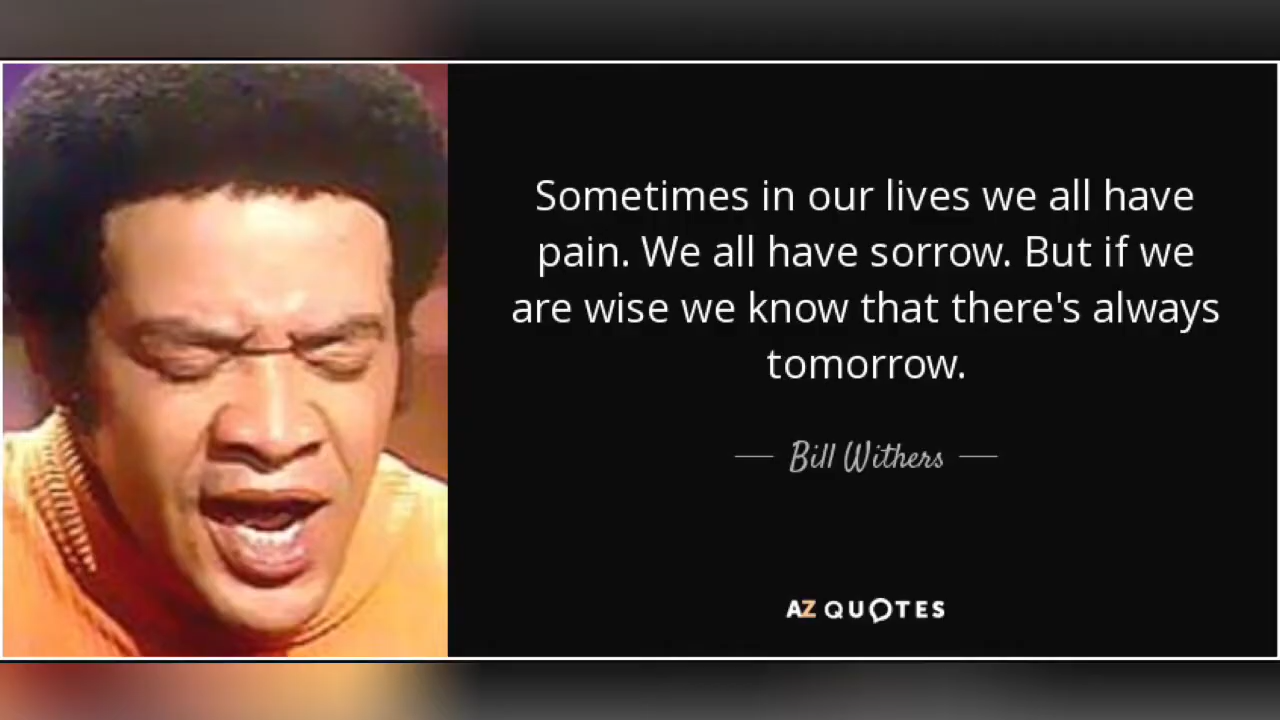 Sometimes in our lives we all have
pain. We all have sorrow. But if we
are wise we know that there's always
tomorrow.
Bill Withers
AZ QUOTES